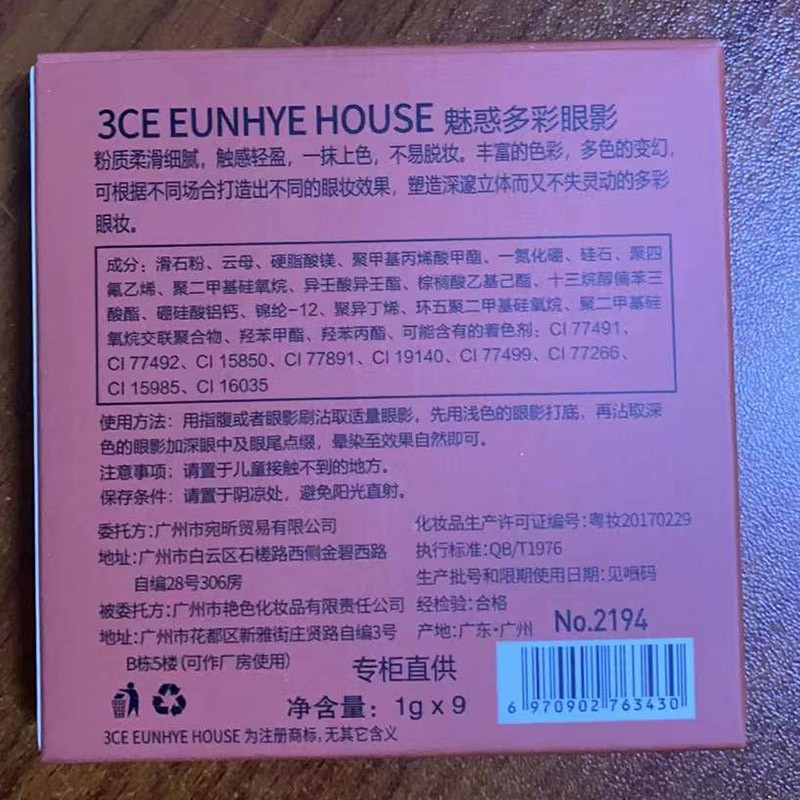 3CE EUNHYE HOUSE 魅惑多彩眼影
粉质柔滑细腻，触感轻盈，一抹上色，不易脱妆。丰富的色彩，多色的变幻，
可根据不同场合打造出不同的眼妆效果，塑造深邃立体而又不失灵动的多彩
眼妆。
成分：滑石粉、云母、硬脂酸镁、聚甲基丙烯酸甲酯、一氮化硼、硅石、聚四
氟乙烯、聚二甲基硅氧烷、异壬酸异壬酯、棕榈酸乙基己酯、十三烷醇偏苯三
酸酯、硼硅酸铝钙、锦纶-12、聚异丁烯、环五聚二甲基硅氧烷、聚二甲基硅
氧烷交联聚合物、羟苯甲酯、羟苯丙酯、可能含有的着色剂：CI 77491、
CI 77492、CI 15850、CI 77891、CI 19140、CI 77499、CI 77266、
CI 15985、CI 16035
使用方法：用指腹或者眼影刷沾取适量眼影，先用浅色的眼影打底，再沾取深
色的眼影加深眼中及眼尾点缀，晕染至效果自然即可。
注意事项：请置于儿童接触不到的地方。
保存条件：请置于阴凉处，避免阳光直射。
委托方：广州市宛昕贸易有限公司
地址：广州市白云区石槎路西侧金碧西路
自编28号306房
被委托方：广州市艳色化妆品有限责任公司
地址：广州市花都区新雅街庄贤路自编3号
B栋5楼（可作厂房使用）
化妆品生产许可证编号：粤妆20170229
执行标准：QB/T1976
生产批号和限期使用日期：见喷码
经检验：合格
产地：广东-广州
No.2194
专柜直供
净含量：1g x 9
6 970902 763430
3CE EUNHYE HOUSE 为注册商标，无其它含义